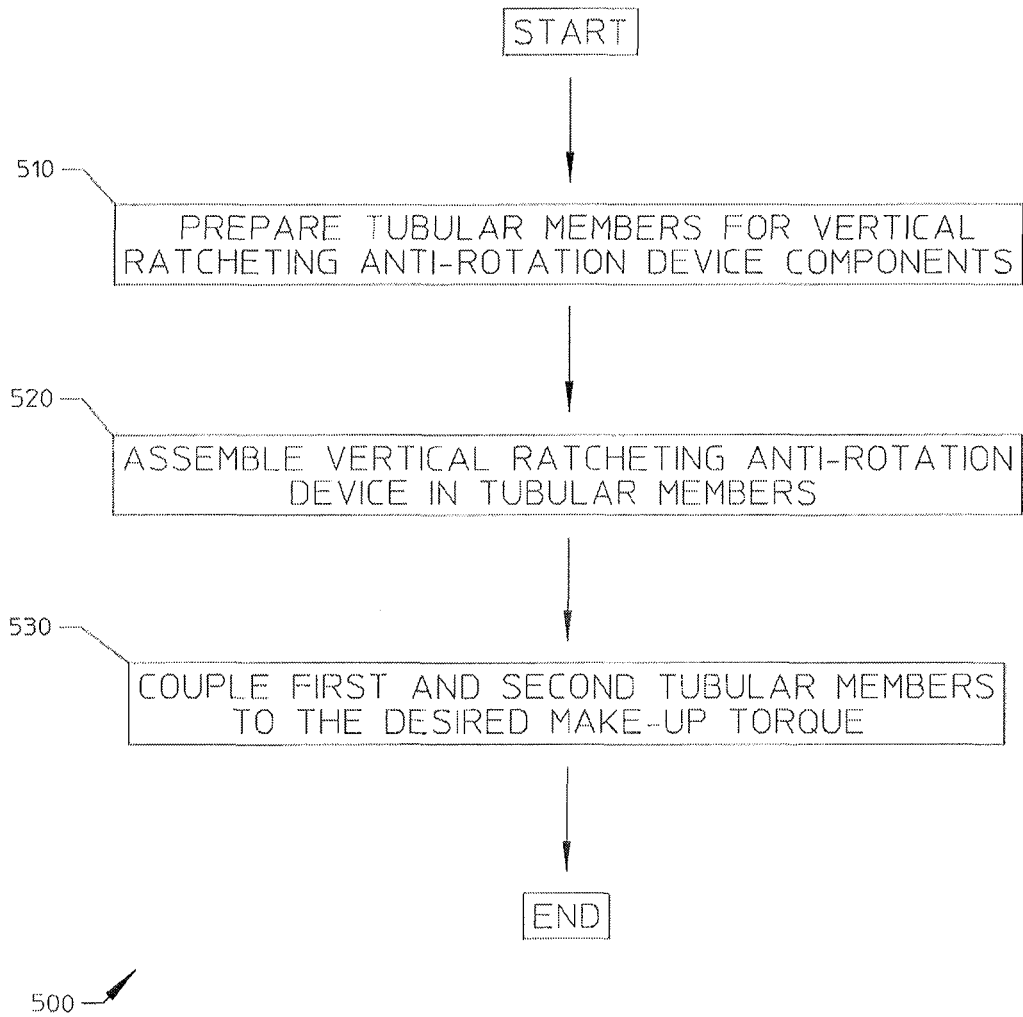 START
510
PREPARE TUBULAR MEMBERS FOR VERTICAL
RATCHETING ANTI-ROTATION DEVICE COMPONENTS
520
ASSEMBLE VERTICAL RATCHETING ANTI-ROTATION
DEVICE IN TUBULAR MEMBERS
530
COUPLE FIRST AND SECOND TUBULAR MEMBERS
TO THE DESIRED MAKE-UP TORQUE
END
500